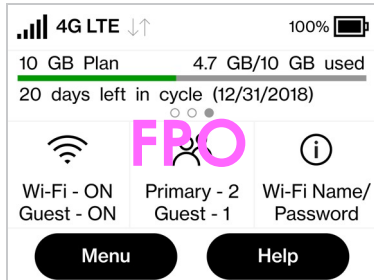 4G LTE 100%
10 GB Plan 4.7 GB/10 GB used
20 days left in cycle (12/31/2018)
FPO
Wi-Fi - ON Primary - 2 Wi-Fi Name/
Guest - ON Guest - 1 Password
Menu Help